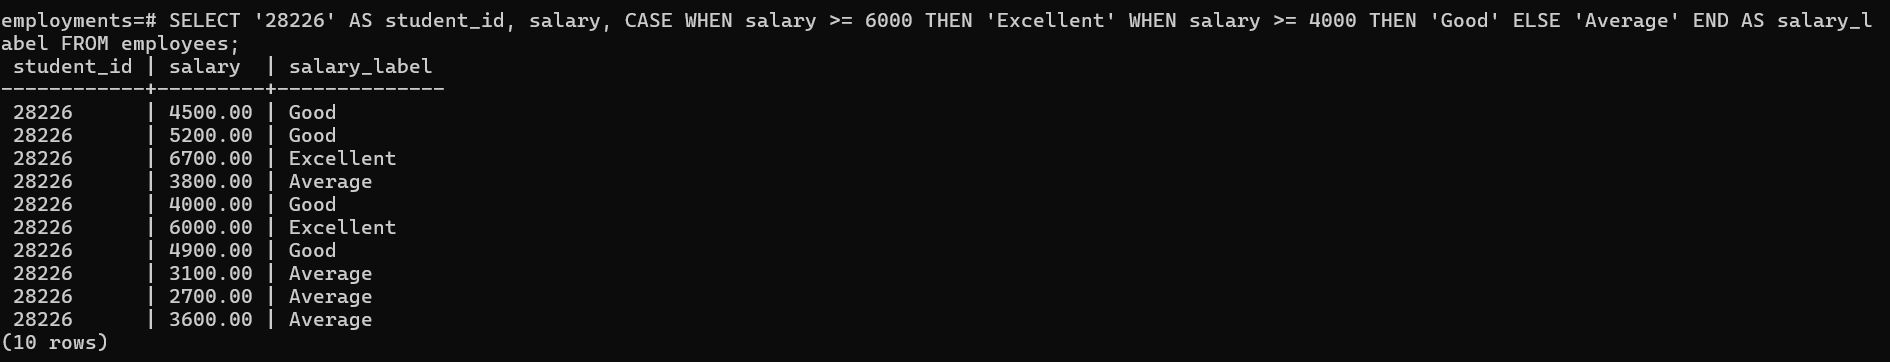 employments=# SELECT '28226' AS student_id, salary, CASE WHEN salary >= 6000 THEN 'Excellent' WHEN salary >= 4000 THEN 'Good' ELSE 'Average' END AS salary_l
abel FROM employees;
 student_id | salary  | salary_label
------------+---------+--------------
 28226      | 4500.00 | Good
 28226      | 5200.00 | Good
 28226      | 6700.00 | Excellent
 28226      | 3800.00 | Average
 28226      | 4000.00 | Good
 28226      | 6000.00 | Excellent
 28226      | 4900.00 | Good
 28226      | 3100.00 | Average
 28226      | 2700.00 | Average
 28226      | 3600.00 | Average
(10 rows)